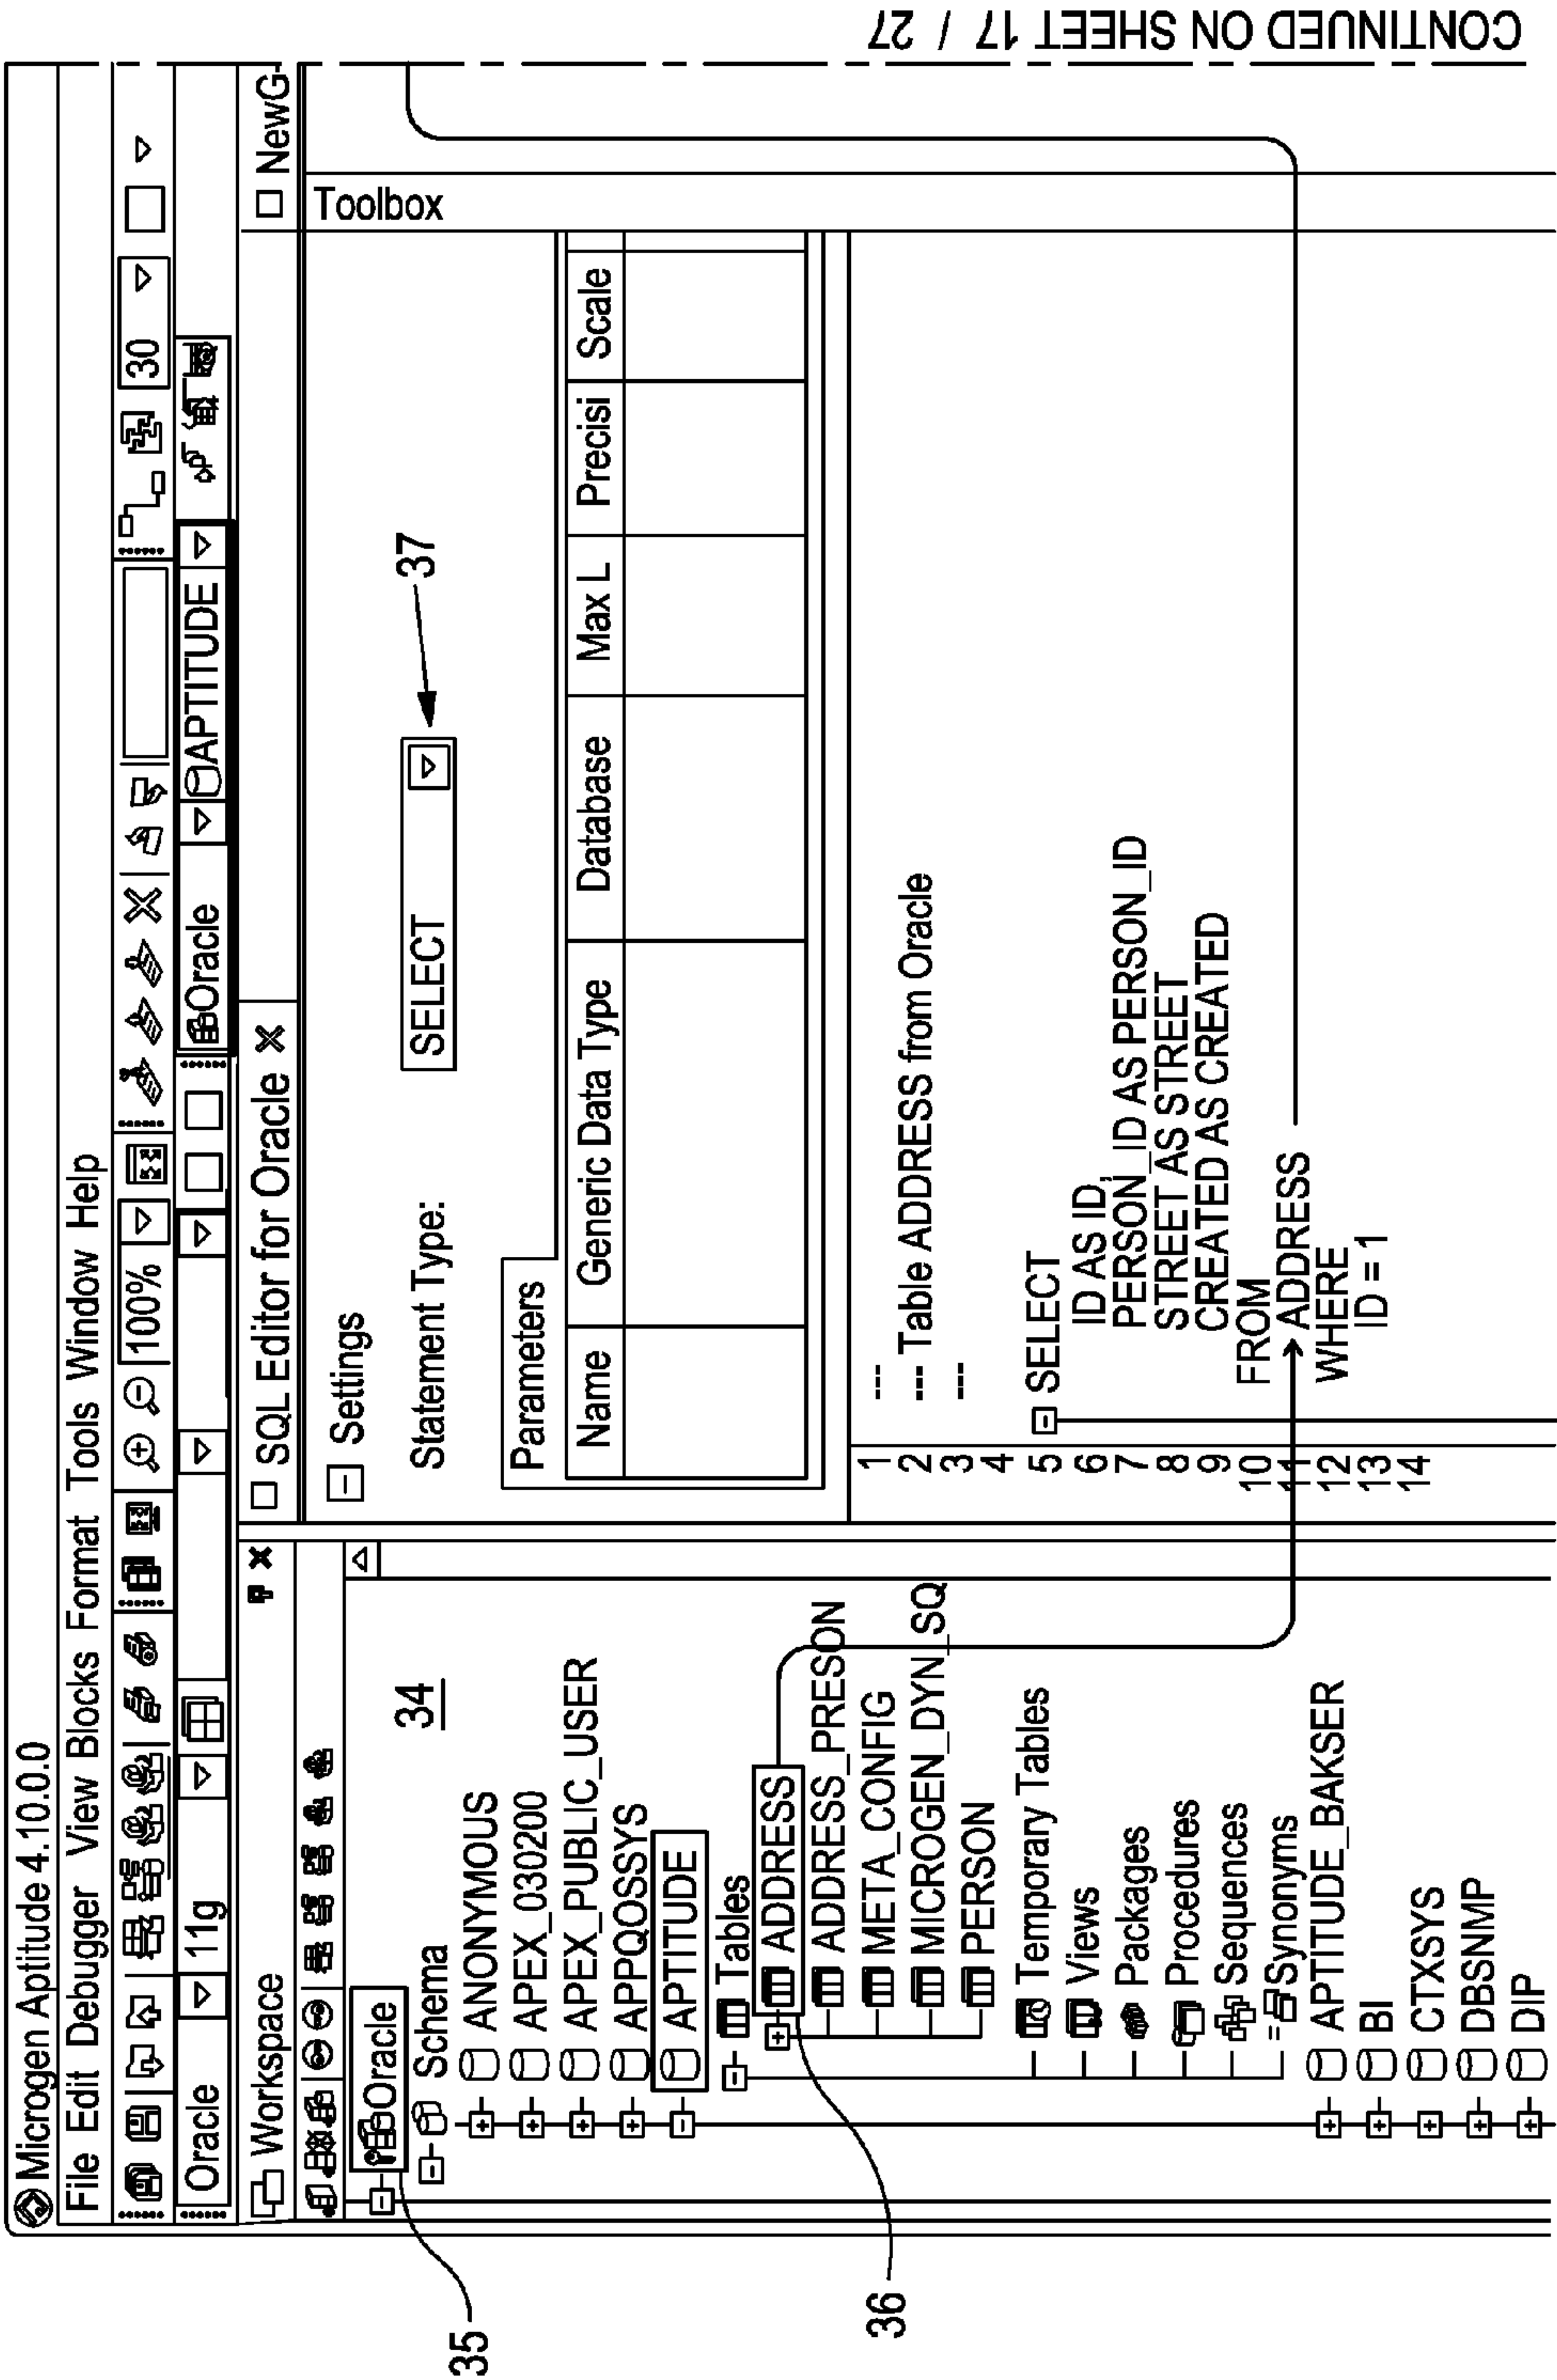 Microgen Aptitude 4.10.0.0
File Edit Debugger View Blocks Format Tools Window Help
100%
30
Oracle
11g
Oracle
APTITUDE
Workspace
Oracle
Schema
34
ANONYMOUS
APEX_030200
APEX_PUBLIC_USER
APPQOSSYS
APTITUDE
Tables
ADDRESS
ADDRESS_PRESON
META_CONFIG
MICROGEN_DYN_SQ
PERSON
Temporary Tables
Views
Packages
Procedures
Sequences
Synonyms
APTITUDE_BAKSER
BI
CTXSYS
DBSNMP
DIP
35
36
SQL Editor for Oracle
NewG-
Settings
Toolbox
Statement Type:
SELECT
37
Parameters
Name Generic Data Type Database Max L Precisi Scale
1 ---
2 --- Table ADDRESS from Oracle
3 ---
4
5 SELECT
6 ID AS ID,
7 PERSON_ID AS PERSON_ID
8 STREET AS STREET
9 CREATED AS CREATED
10 FROM
11 ADDRESS
12 WHERE
13 ID = 1
14
CONTINUED ON SHEET 17 / 27